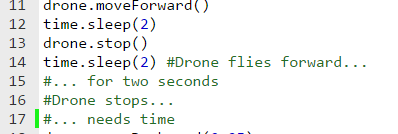 11 drone.moveForward()
12 time.sleep(2)
13 drone.stop()
14 time.sleep(2) #Drone flies forward...
15 #... for two seconds
16 #Drone stops...
17 #... needs time